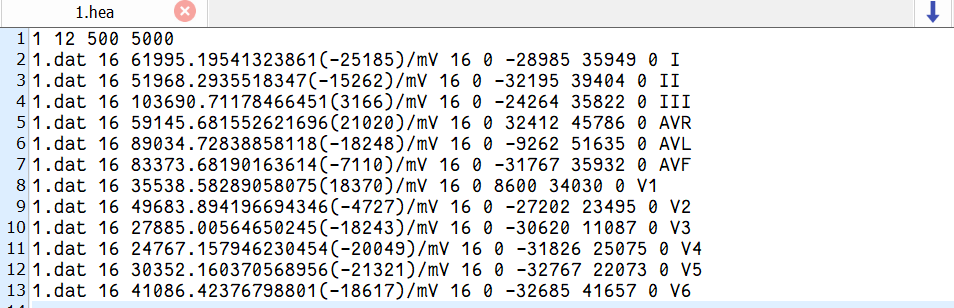 1.hea
1 1 12 500 5000
2 1.dat 16 61995.19541323861(-25185)/mV 16 0 -28985 35949 0 I
3 1.dat 16 51968.2935518347(-15262)/mV 16 0 -32195 39404 0 II
4 1.dat 16 103690.71178466451(3166)/mV 16 0 -24264 35822 0 III
5 1.dat 16 59145.681552621696(21020)/mV 16 0 32412 45786 0 AVR
6 1.dat 16 89034.72838858118(-18248)/mV 16 0 -9262 51635 0 AVL
7 1.dat 16 83373.68190163614(-7110)/mV 16 0 -31767 35932 0 AVF
8 1.dat 16 35538.58289058075(18370)/mV 16 0 8600 34030 0 V1
9 1.dat 16 49683.894196694346(-4727)/mV 16 0 -27202 23495 0 V2
10 1.dat 16 27885.00564650245(-18243)/mV 16 0 -30620 11087 0 V3
11 1.dat 16 24767.157946230454(-20049)/mV 16 0 -31826 25075 0 V4
12 1.dat 16 30352.160370568956(-21321)/mV 16 0 -32767 22073 0 V5
13 1.dat 16 41086.42376798801(-18617)/mV 16 0 -32685 41657 0 V6